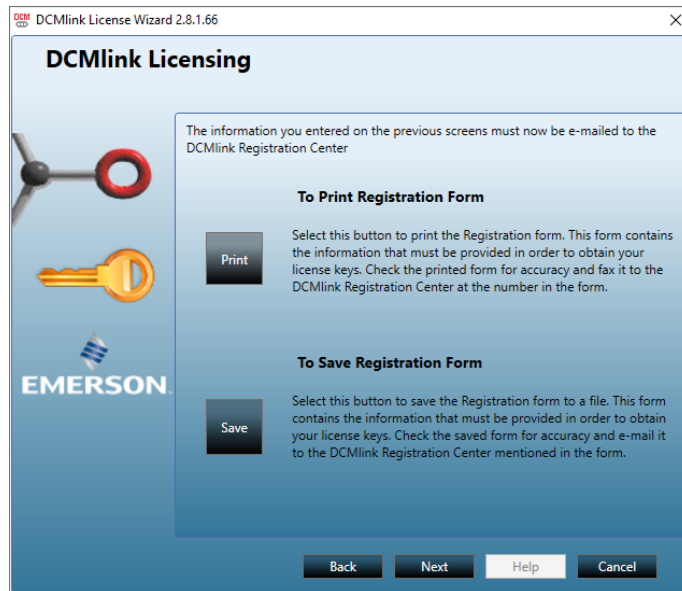 DCM DCMlink License Wizard 2.8.1.66
DCMlink Licensing
The information you entered on the previous screens must now be e-mailed to the
DCMlink Registration Center
To Print Registration Form
Print
Select this button to print the Registration form. This form contains
the information that must be provided in order to obtain your
license keys. Check the printed form for accuracy and fax it to the
DCMlink Registration Center at the number in the form.
To Save Registration Form
Save
Select this button to save the Registration form to a file. This form
contains the information that must be provided in order to obtain
your license keys. Check the saved form for accuracy and e-mail it
to the DCMlink Registration Center mentioned in the form.
EMERSON.
Back Next Help Cancel